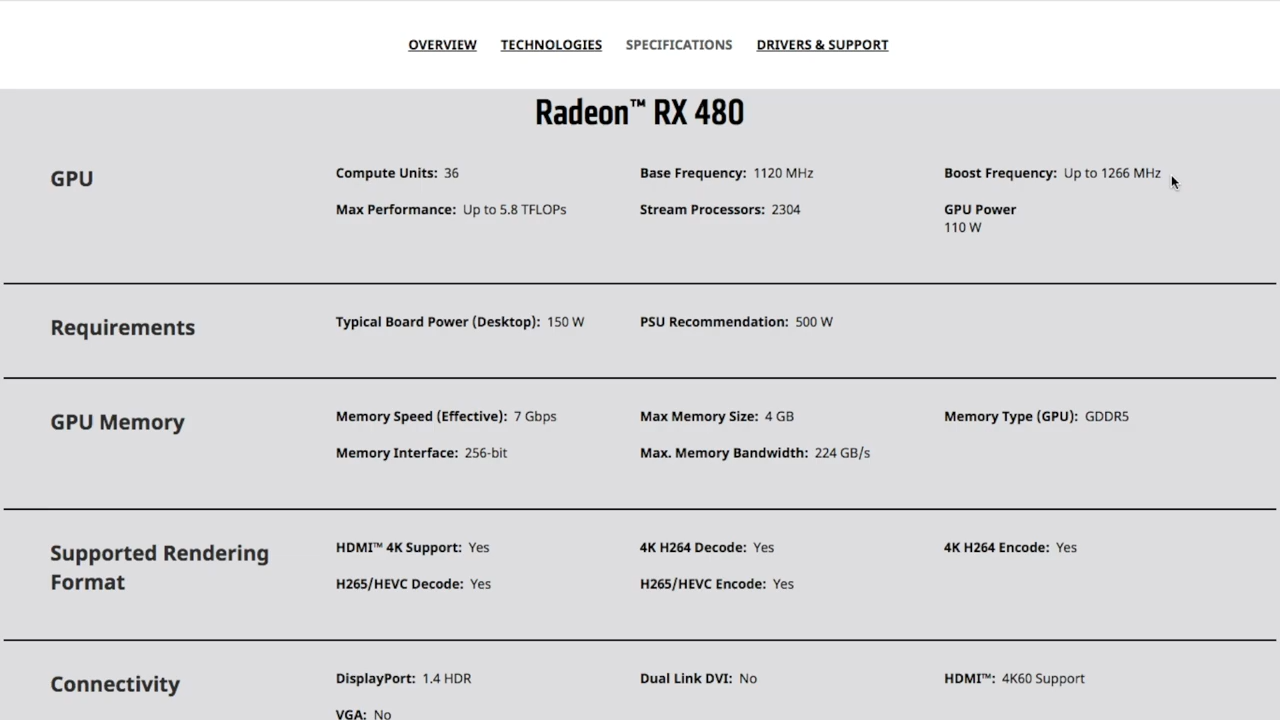 OVERVIEW TECHNOLOGIES SPECIFICATIONS DRIVERS & SUPPORT
Radeon™ RX 480
GPU
Compute Units: 36 Base Frequency: 1120 MHz Boost Frequency: Up to 1266 MHz
Max Performance: Up to 5.8 TFLOPs Stream Processors: 2304 GPU Power
110 W
Requirements
Typical Board Power (Desktop): 150 W PSU Recommendation: 500 W
GPU Memory
Memory Speed (Effective): 7 Gbps Max Memory Size: 4 GB Memory Type (GPU): GDDR5
Memory Interface: 256-bit Max. Memory Bandwidth: 224 GB/s
Supported Rendering
Format
HDMI™ 4K Support: Yes 4K H264 Decode: Yes 4K H264 Encode: Yes
H265/HEVC Decode: Yes H265/HEVC Encode: Yes
Connectivity
DisplayPort: 1.4 HDR Dual Link DVI: No HDMI™: 4K60 Support
VGA: No